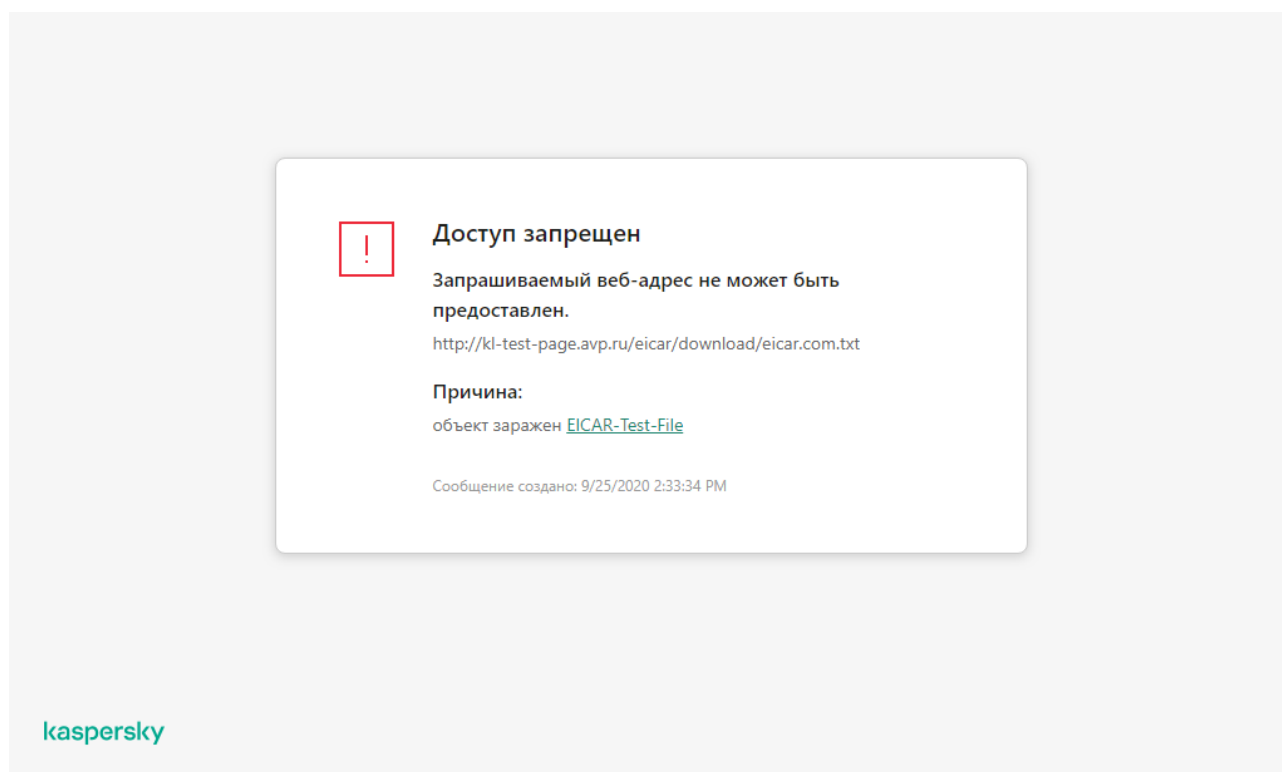 !
Доступ запрещен
Запрашиваемый веб-адрес не может быть
предоставлен.
http://kl-test-page.avp.ru/eicar/download/eicar.com.txt
Причина:
объект заражен EICAR-Test-File
Сообщение создано: 9/25/2020 2:33:34 PM
kaspersky